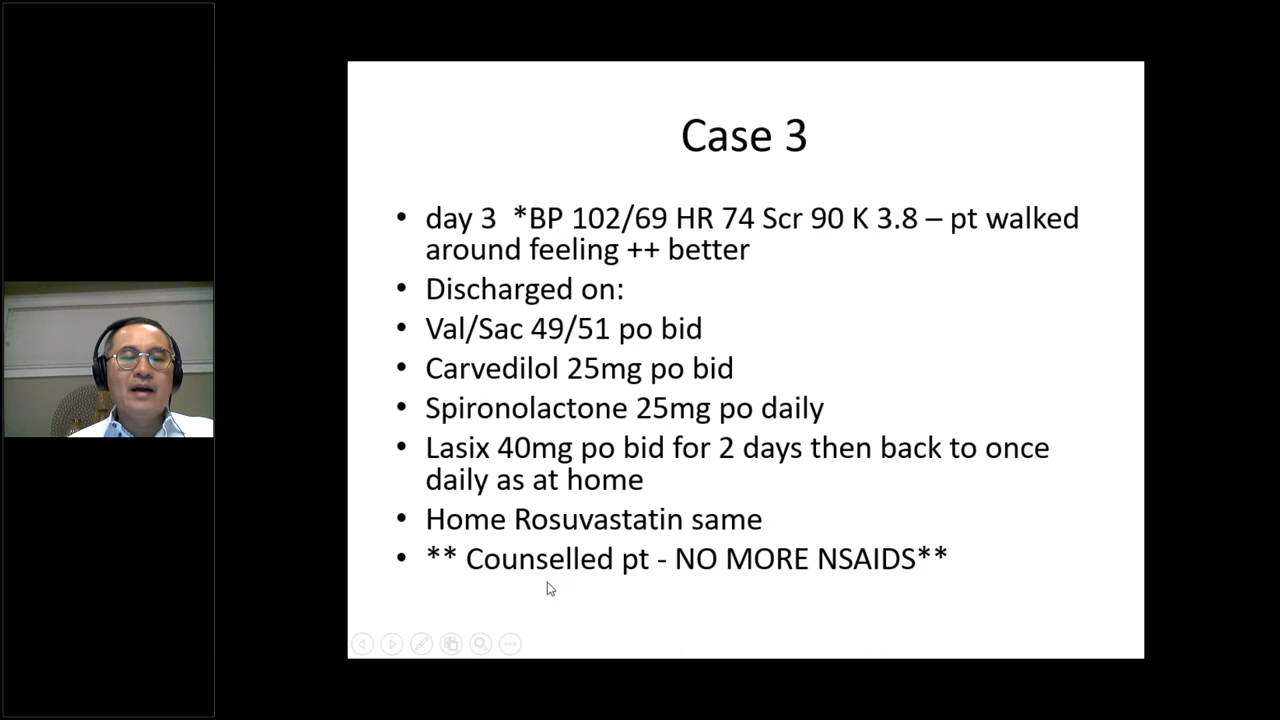 Case 3
• day 3 *BP 102/69 HR 74 Scr 90 K 3.8 – pt walked
around feeling ++ better
• Discharged on:
• Val/Sac 49/51 po bid
• Carvedilol 25mg po bid
• Spironolactone 25mg po daily
• Lasix 40mg po bid for 2 days then back to once
daily as at home
• Home Rosuvastatin same
• ** Counselled pt - NO MORE NSAIDS**